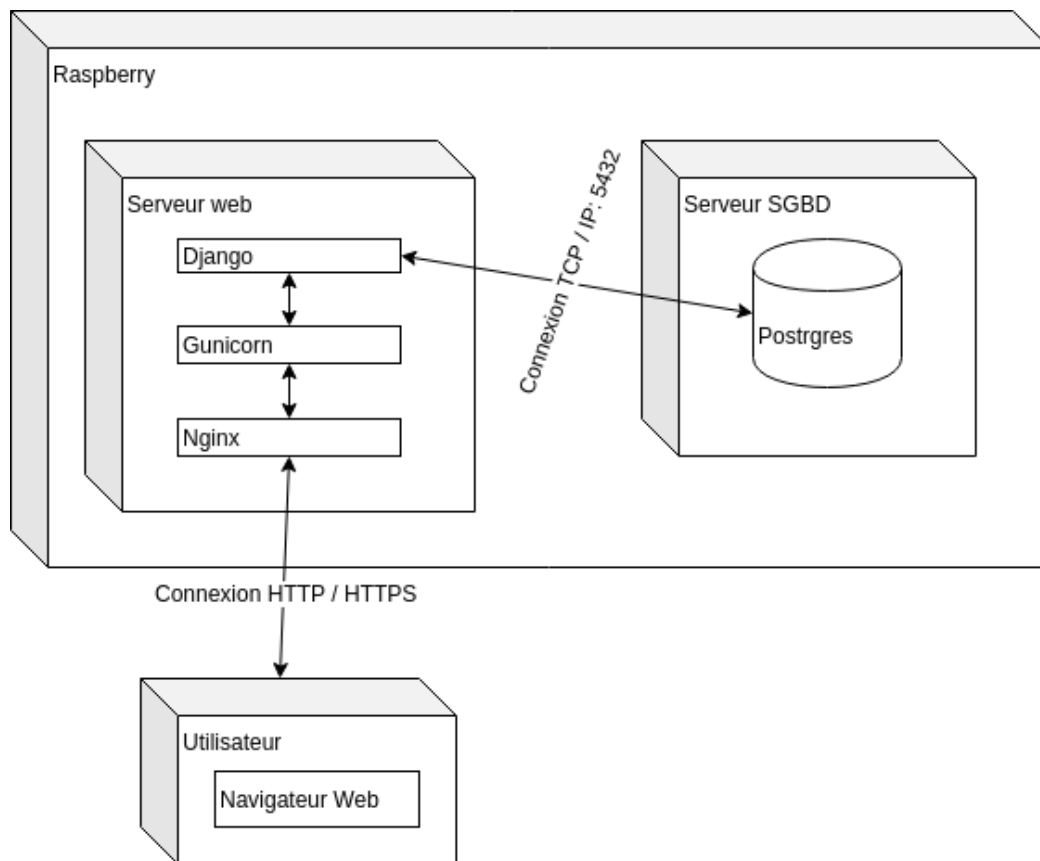 Raspberry
Serveur web
Django
Gunicorn
Nginx
Connexion TCP / IP: 5432
Serveur SGBD
Postrgres
Connexion HTTP / HTTPS
Utilisateur
Navigateur Web